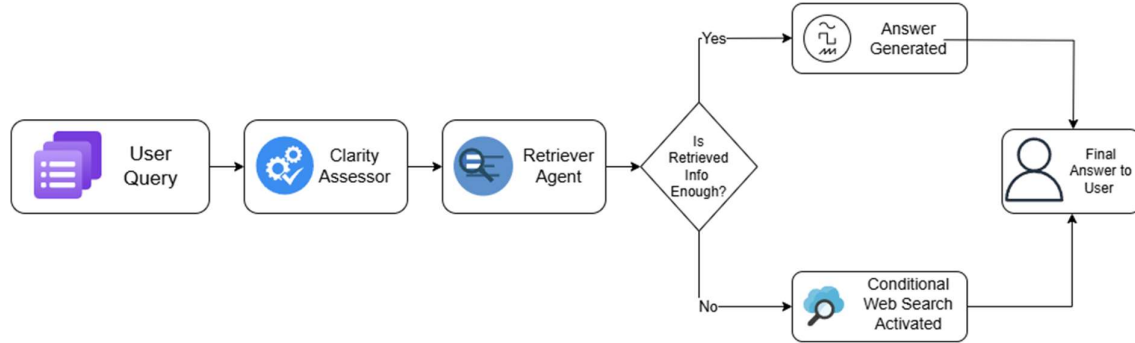 User
Query
Clarity
Assessor
Retriever
Agent
Is
Retrieved
Info
Enough?
Yes
Answer
Generated
No
Conditional
Web Search
Activated
Final
Answer to
User